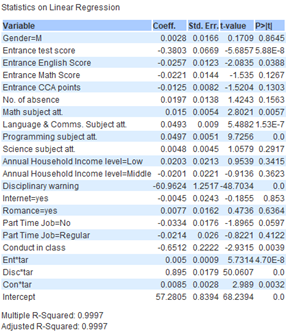 Statistics on Linear Regression
Variable Coeff. Std. Err. t-value P>|t|
Gender=M 0.0028 0.0166 0.1709 0.8645
Entrance test score -0.3803 0.0669 -5.6857 5.88E-8
Entrance English Score -0.0257 0.0123 -2.0835 0.0388
Entrance Math Score -0.0221 0.0144 -1.535 0.1267
Entrance CCA points -0.0125 0.0082 -1.5204 0.1303
No. of absence 0.0197 0.0138 1.4243 0.1563
Math subject att. 0.015 0.0054 2.8021 0.0057
Language & Comms. Subject att. 0.0493 0.009 5.4882 1.53E-7
Programming subject att. 0.0497 0.0051 9.7256 0.0
Science subject att. 0.0048 0.0045 1.0579 0.2917
Annual Household Income level=Low 0.0203 0.0213 0.9539 0.3415
Annual Household Income level=Middle -0.0201 0.0221 -0.9136 0.3623
Disciplinary warning -60.9624 1.2517 -48.7034 0.0
Internet=yes -0.0045 0.0243 -0.1855 0.853
Romance=yes 0.0077 0.0162 0.4736 0.6364
Part Time Job=No -0.0334 0.0176 -1.8965 0.0597
Part Time Job=Regular -0.0214 0.026 -0.8221 0.4122
Conduct in class -0.6512 0.2222 -2.9315 0.0039
Ent*tar 0.005 0.0009 5.7314 4.70E-8
Disc*tar 0.895 0.0179 50.0607 0.0
Con*tar 0.0085 0.0028 2.989 0.0032
Intercept 57.2805 0.8394 68.2394 0.0
Multiple R-Squared: 0.9997
Adjusted R-Squared: 0.9997